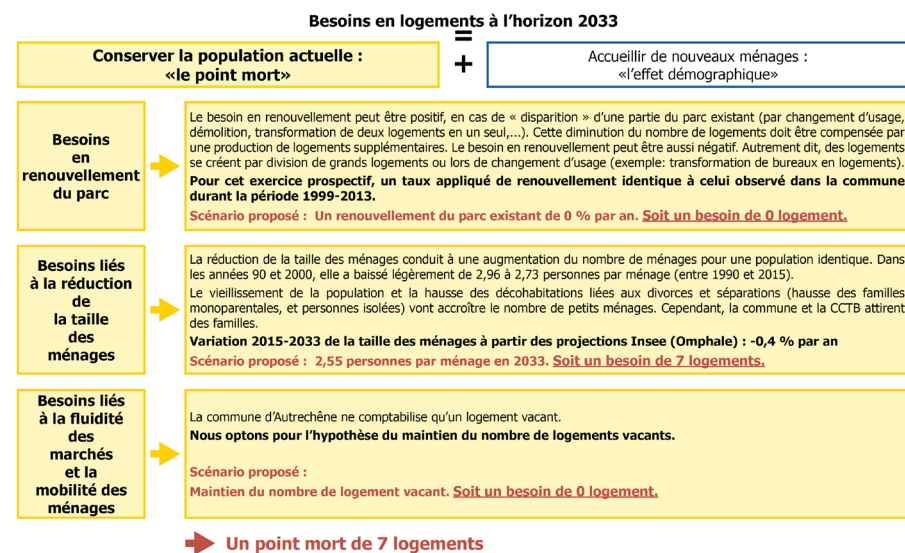 Besoins en logements à l'horizon 2033
=
Conserver la population actuelle :
«le point mort»
+
Accueillir de nouveaux ménages :
«l'effet démographique»
Besoins
en
renouvellement
du parc
Le besoin en renouvellement peut être positif, en cas de « disparition » d'une partie du parc existant (par changement d'usage,
démolition, transformation de deux logements en un seul,...). Cette diminution du nombre de logements doit être compensée par
une production de logements supplémentaires. Le besoin en renouvellement peut être aussi négatif. Autrement dit, des logements
se créent par division de grands logements ou lors de changement d'usage (exemple: transformation de bureaux en logements).
Pour cet exercice prospectif, un taux appliqué de renouvellement identique à celui observé dans la commune
durant la période 1999-2013.
Scénario proposé : Un renouvellement du parc existant de 0 % par an. Soit un besoin de 0 logement.
Besoins liés
à la réduction
de
la taille
des
ménages
La réduction de la taille des ménages conduit à une augmentation du nombre de ménages pour une population identique. Dans
les années 90 et 2000, elle a baissé légèrement de 2,96 à 2,73 personnes par ménage (entre 1990 et 2015).
Le vieillissement de la population et la hausse des décohabitations liées aux divorces et séparations (hausse des familles
monoparentales, et personnes isolées) vont accroître le nombre de petits ménages. Cependant, la commune et la CCTB attirent
des familles.
Variation 2015-2033 de la taille des ménages à partir des projections Insee (Omphale) : -0,4 % par an
Scénario proposé : 2,55 personnes par ménage en 2033. Soit un besoin de 7 logements.
Besoins liés
à la fluidité
des
marchés
et la
mobilité des
ménages
La commune d'Autrechêne ne comptabilise qu'un logement vacant.
Nous optons pour l'hypothèse du maintien du nombre de logements vacants.
Scénario proposé :
Maintien du nombre de logement vacant. Soit un besoin de 0 logement.
Un point mort de 7 logements